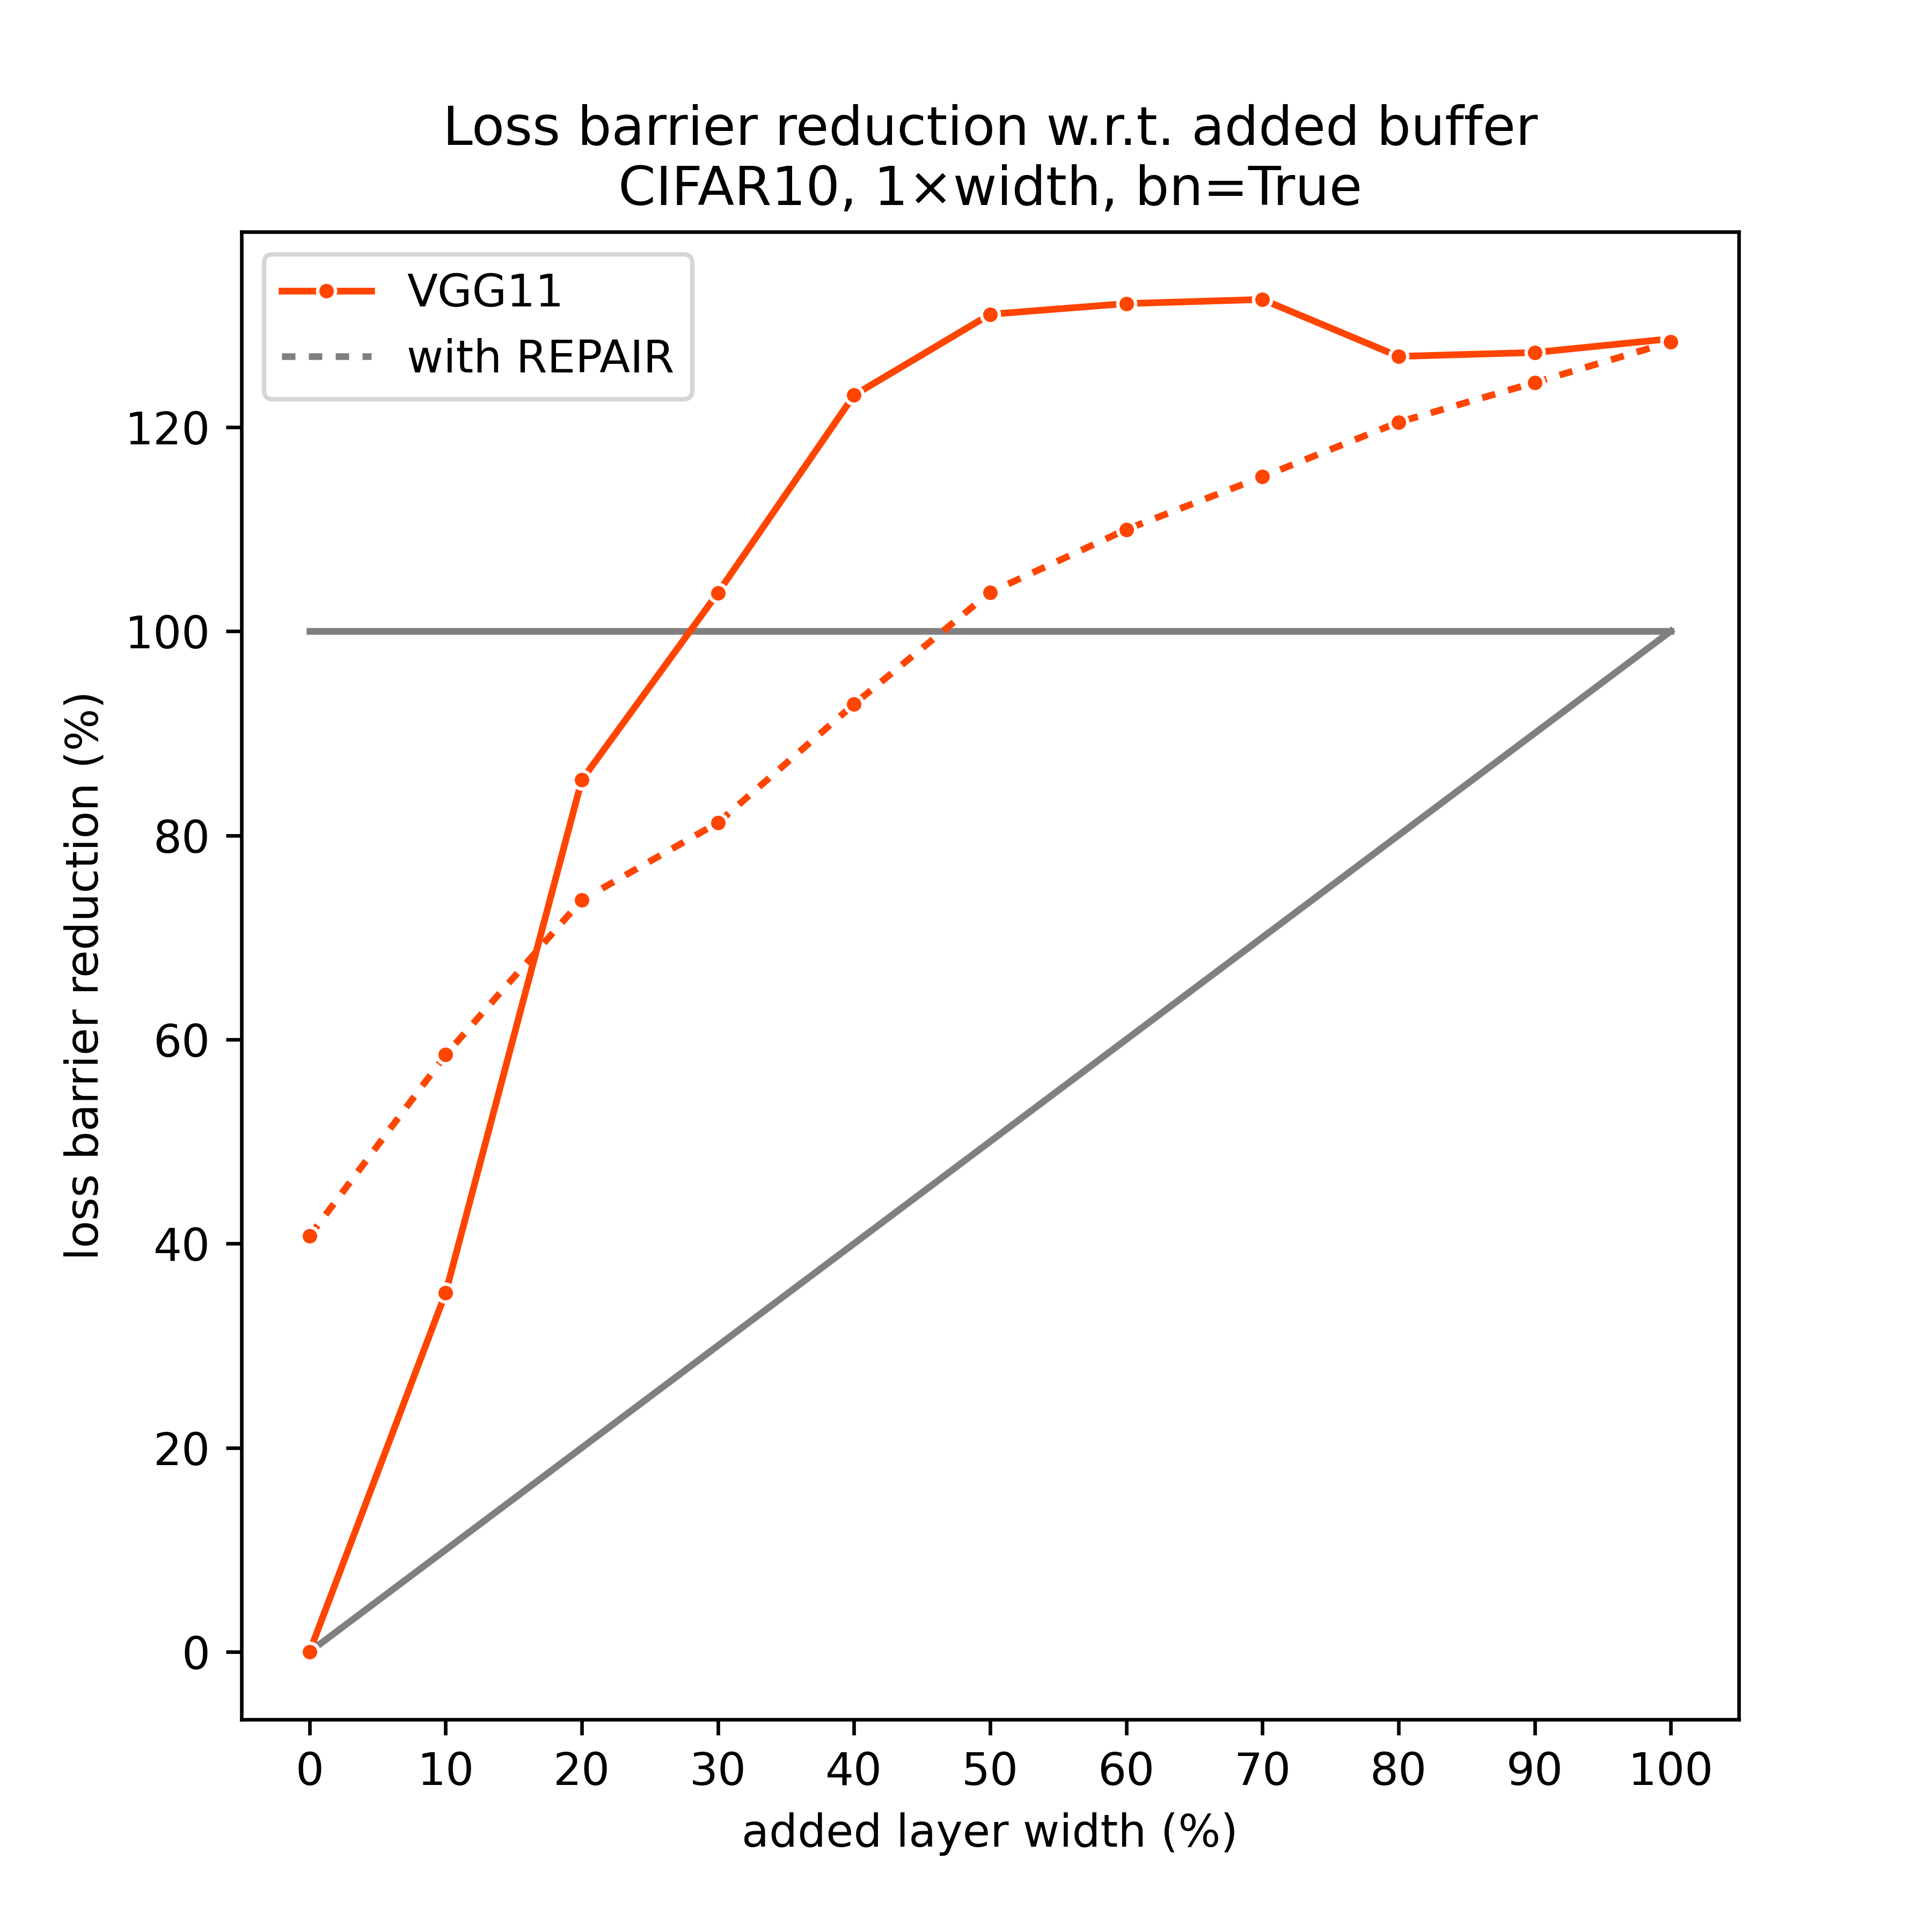 Loss barrier reduction w.r.t. added buffer
CIFAR10, 1×width, bn=True
VGG11
with REPAIR
loss barrier reduction (%)
120
100
80
60
40
20
0
0 10 20 30 40 50 60 70 80 90 100
added layer width (%)